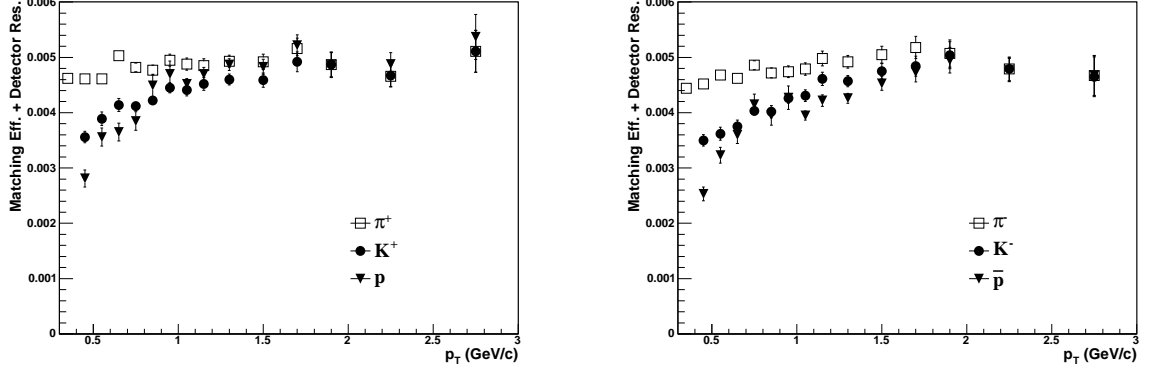 Matching Eff. + Detector Res.
0.006
0.005
0.004
0.003
0.002
0.001
0
π⁺
K⁺
p
0.5 1 1.5 2 2.5 3
p_T (GeV/c)
Matching Eff. + Detector Res.
0.006
0.005
0.004
0.003
0.002
0.001
0
π⁻
K⁻
p̄
0.5 1 1.5 2 2.5 3
p_T (GeV/c)